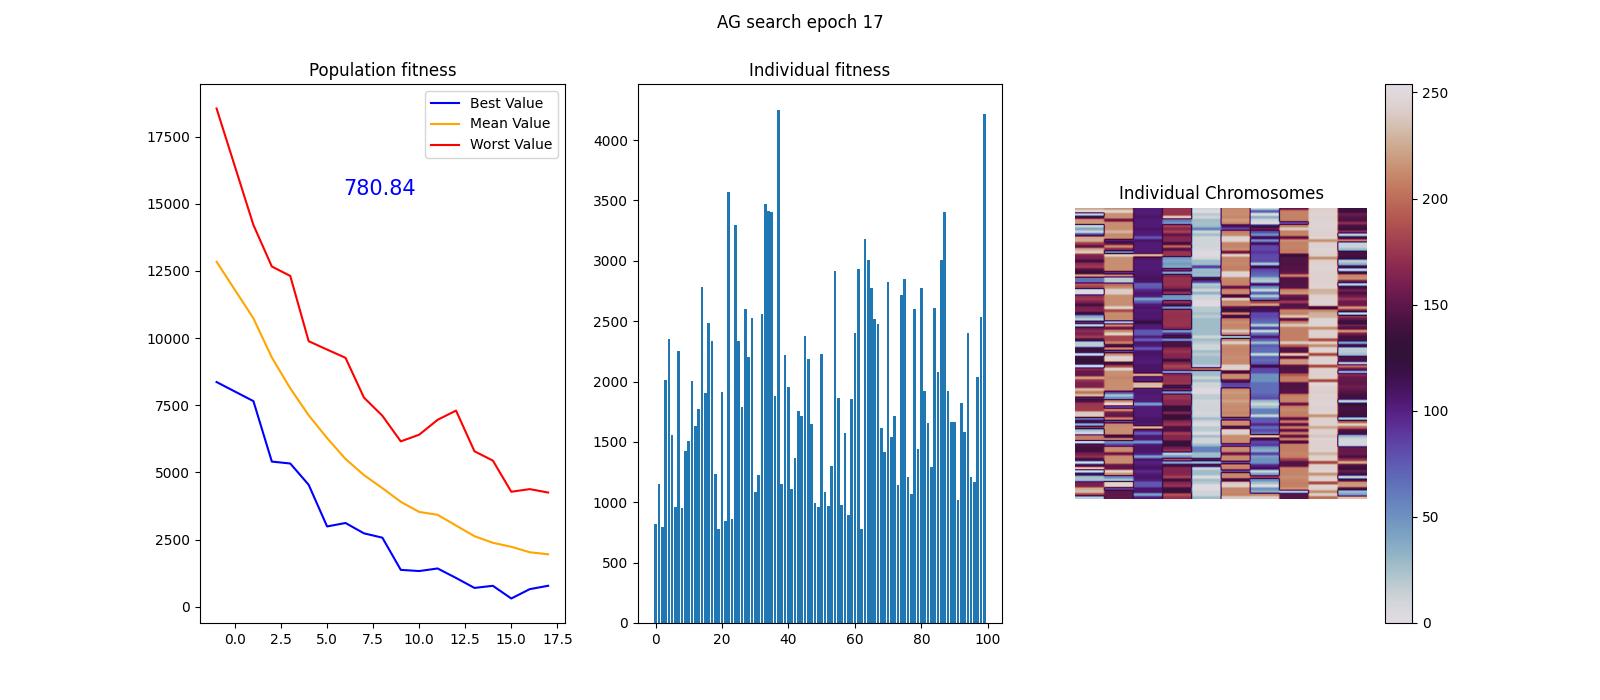 AG search epoch 17
Population fitness
Best Value
Mean Value
Worst Value
780.84
17500
15000
12500
10000
7500
5000
2500
0
0.0 2.5 5.0 7.5 10.0 12.5 15.0 17.5
Individual fitness
4000
3500
3000
2500
2000
1500
1000
500
0
0 20 40 60 80 100
Individual Chromosomes
250
200
150
100
50
0